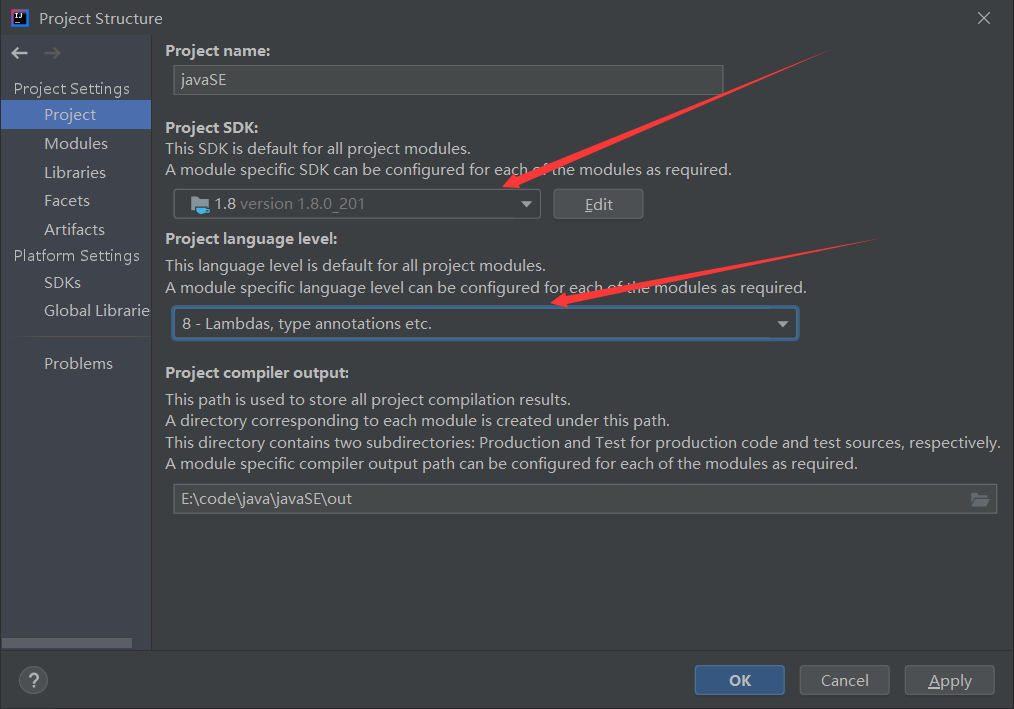 Project Structure
Project Settings
Project
Modules
Libraries
Facets
Artifacts
Platform Settings
SDKs
Global Librarie
Problems
Project name:
javaSE
Project SDK:
This SDK is default for all project modules.
A module specific SDK can be configured for each of the modules as required.
1.8 version 1.8.0_201
Edit
Project language level:
This language level is default for all project modules.
A module specific language level can be configured for each of the modules as required.
8 - Lambdas, type annotations etc.
Project compiler output:
This path is used to store all project compilation results.
A directory corresponding to each module is created under this path.
This directory contains two subdirectories: Production and Test for production code and test sources, respectively.
A module specific compiler output path can be configured for each of the modules as required.
E:\code\java\javaSE\out
?
OK
Cancel
Apply